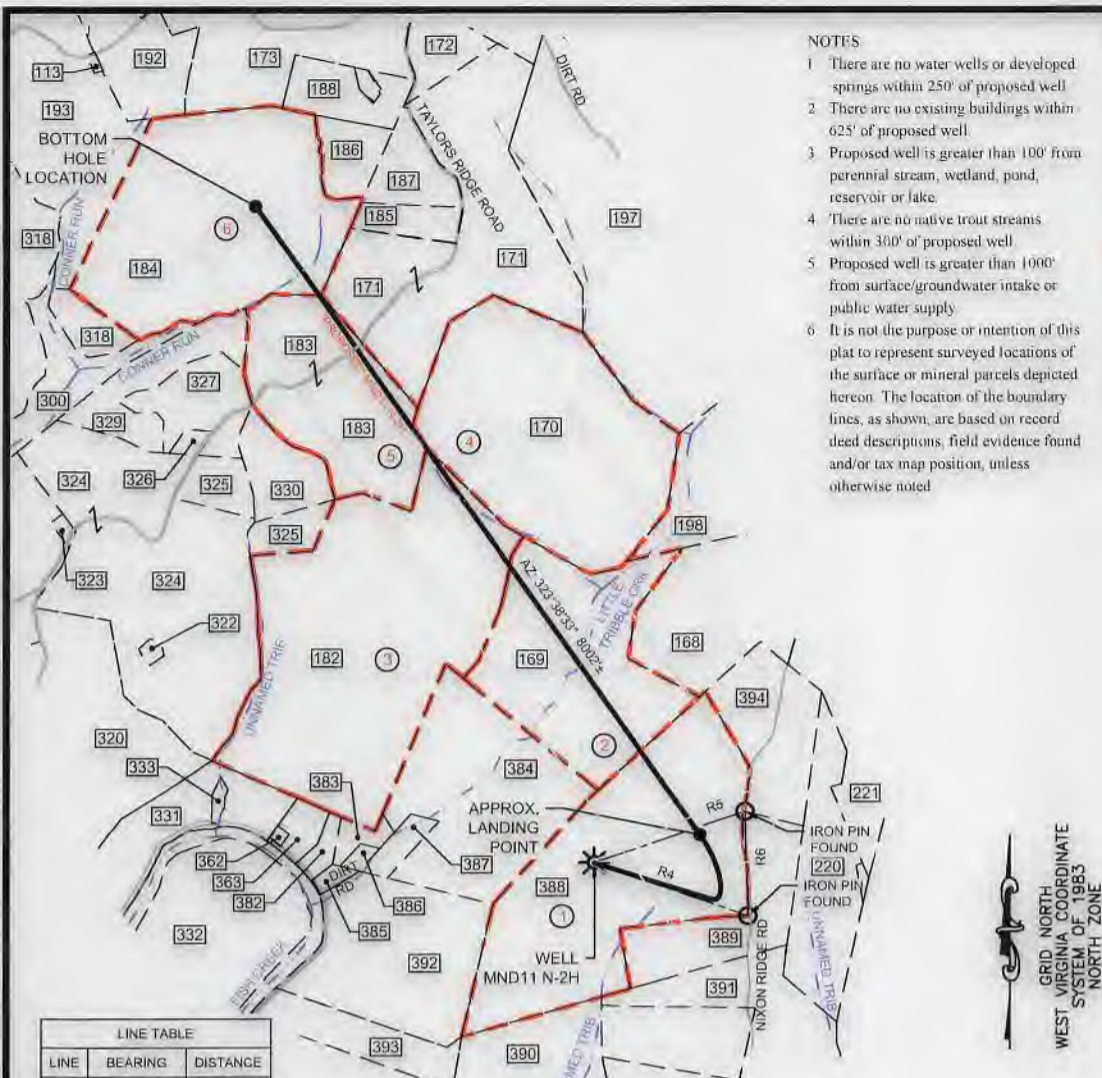 NOTES
1 There are no water wells or developed
springs within 250' of proposed well
2 There are no existing buildings within
625' of proposed well.
3 Proposed well is greater than 100' from
perennial stream, wetland, pond,
reservoir or lake.
4 There are no native trout streams
within 300' of proposed well.
5 Proposed well is greater than 1000'
from surface/groundwater intake or
public water supply
6 It is not the purpose or intention of this
plat to represent surveyed locations of
the surface or mineral parcels depicted
hereon. The location of the boundary
lines, as shown, are based on record
deed descriptions, field evidence found
and/or tax map position, unless
otherwise noted
113
192
173
172
DIRT RD
193
188
TAYLORS RIDGE ROAD
BOTTOM
HOLE
LOCATION
186
187
185
197
6
318
CONNER RUN
184
171
171
318
CONNER RUN
183
300
327
329
183
170
5
4
326
324
325
330
325
198
323
324
AZ: 323°38'33" 8002'±
LITTLE
TRIBBLE CRK
322
182
3
169
168
UNNAMED TRIB
394
320
2
333
383
384
331
APPROX.
LANDING
POINT
R5
221
362
387
IRON PIN
FOUND
R6
363
DIRT
RD
R4
220
382
386
388
IRON PIN
FOUND
385
1
332
389
UNNAMED TRIB
FISH CREEK
392
WELL
MND11 N-2H
NIXON RIDGE RD
391
393
390
MED TRIB
LINE TABLE
LINE BEARING DISTANCE
GRID NORTH
WEST VIRGINIA COORDINATE
SYSTEM OF 1983
NORTH ZONE